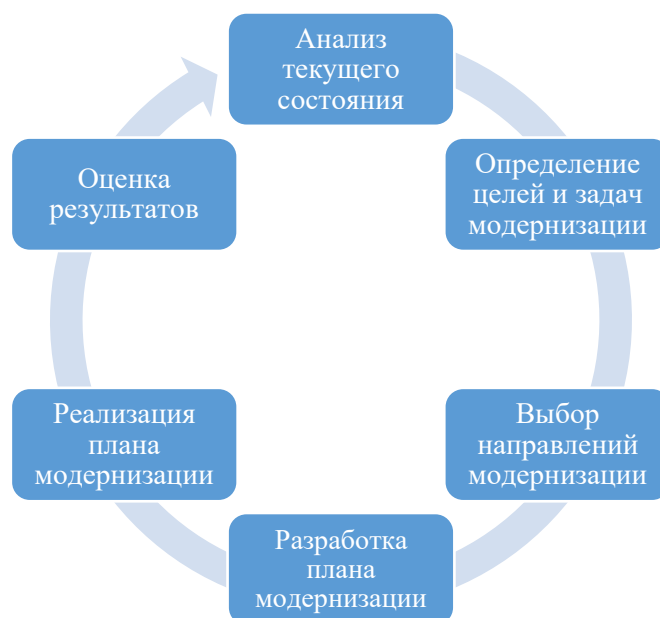 Анализ
текущего
состояния
Определение
целей и задач
модернизации
Выбор
направлений
модернизации
Разработка
плана
модернизации
Реализация
плана
модернизации
Оценка
результатов